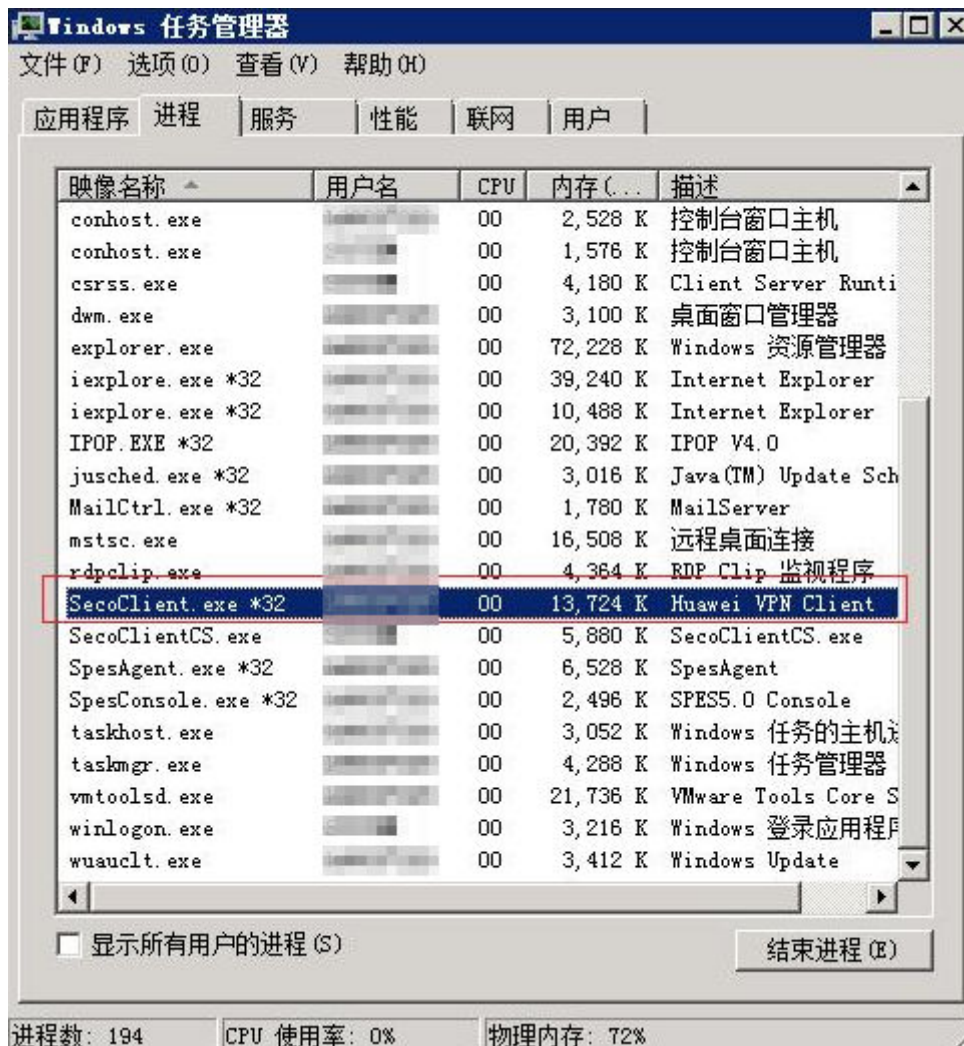 Windows 任务管理器
文件(F) 选项(O) 查看(V) 帮助(H)
应用程序 进程 服务 性能 联网 用户
映像名称 用户名 CPU 内存(... 描述
conhost.exe 00 2,528 K 控制台窗口主机
conhost.exe 00 1,576 K 控制台窗口主机
csrss.exe 00 4,180 K Client Server Runti
dwm.exe 00 3,100 K 桌面窗口管理器
explorer.exe 00 72,228 K Windows 资源管理器
iexplore.exe *32 00 39,240 K Internet Explorer
iexplore.exe *32 00 10,488 K Internet Explorer
IPOP.EXE *32 00 20,392 K IPOP V4.0
jusched.exe *32 00 3,016 K Java(TM) Update Sch
MailCtrl.exe *32 00 1,780 K MailServer
mstsc.exe 00 16,508 K 远程桌面连接
rdpclip.exe 00 4,364 K RDP Clip 监视程序
SecoClient.exe *32 00 13,724 K Huawei VPN Client
SecoClientCS.exe 00 5,880 K SecoClientCS.exe
SpesAgent.exe *32 00 6,528 K SpesAgent
SpesConsole.exe *32 00 2,496 K SPES5.0 Console
taskhost.exe 00 3,052 K Windows 任务的主机进
taskmgr.exe 00 4,288 K Windows 任务管理器
vmtoolsd.exe 00 21,736 K VMware Tools Core S
winlogon.exe 00 3,216 K Windows 登录应用程序
wuauclt.exe 00 3,412 K Windows Update
显示所有用户的进程(S) 结束进程(E)
进程数: 194 CPU 使用率: 0% 物理内存: 72%